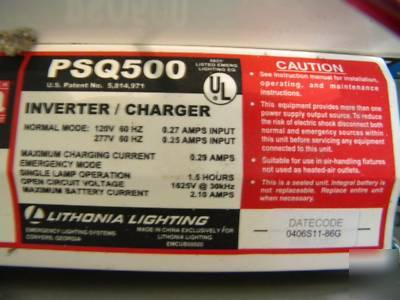 PSQ500
U.S. Patent No. 5,814,971
LISTED EMERG
LIGHTING EQ
UL
INVERTER / CHARGER
NORMAL MODE: 120V 60 HZ 0.27 AMPS INPUT
277V 60 HZ 0.25 AMPS INPUT
MAXIMUM CHARGING CURRENT 0.29 AMPS
EMERGENCY MODE
SINGLE LAMP OPERATION 1.5 HOURS
OPEN CIRCUIT VOLTAGE 1625V @ 30kHz
MAXIMUM BATTERY CURRENT 2.10 AMPS
LITHONIA LIGHTING
EMERGENCY LIGHTING SYSTEMS
CONYERS, GEORGIA
MADE IN CHINA EXCLUSIVELY FOR
LITHONIA LIGHTING
CAUTION
See instruction manual for installation,
operating, and maintenance
instructions.
This equipment provides more than one
power supply output source. To reduce the
risk of electric shock disconnect both
normal and emergency sources within
this unit before servicing any equipment
connected to this unit.
Suitable for use in air-handling fixtures
not used as heated-air outlets.
This is a sealed unit. Integral battery is
not replaceable. Replace entire unit
when necessary.
DATECODE
0406S11-86G